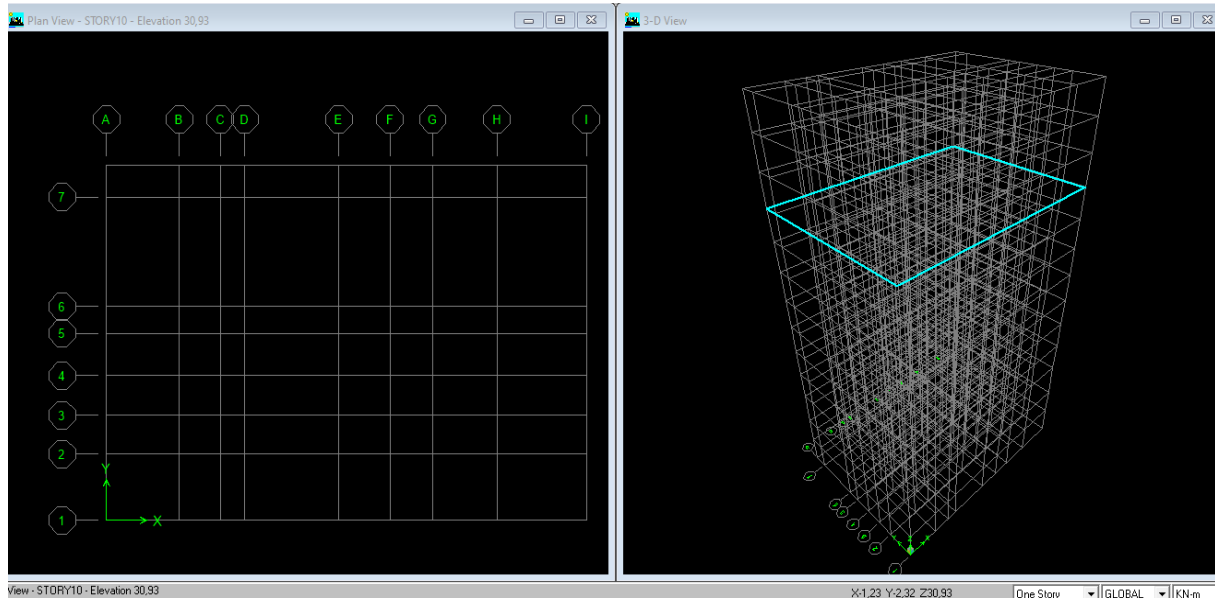 Plan View - STORY10 - Elevation 30,93
3-D View
A B C D E F G H I
7
6
5
4
3
2
Y
1
X
View - STORY10 - Elevation 30,93
X-1,23 Y-2,32 Z30,93
One Story
GLOBAL
KN-m